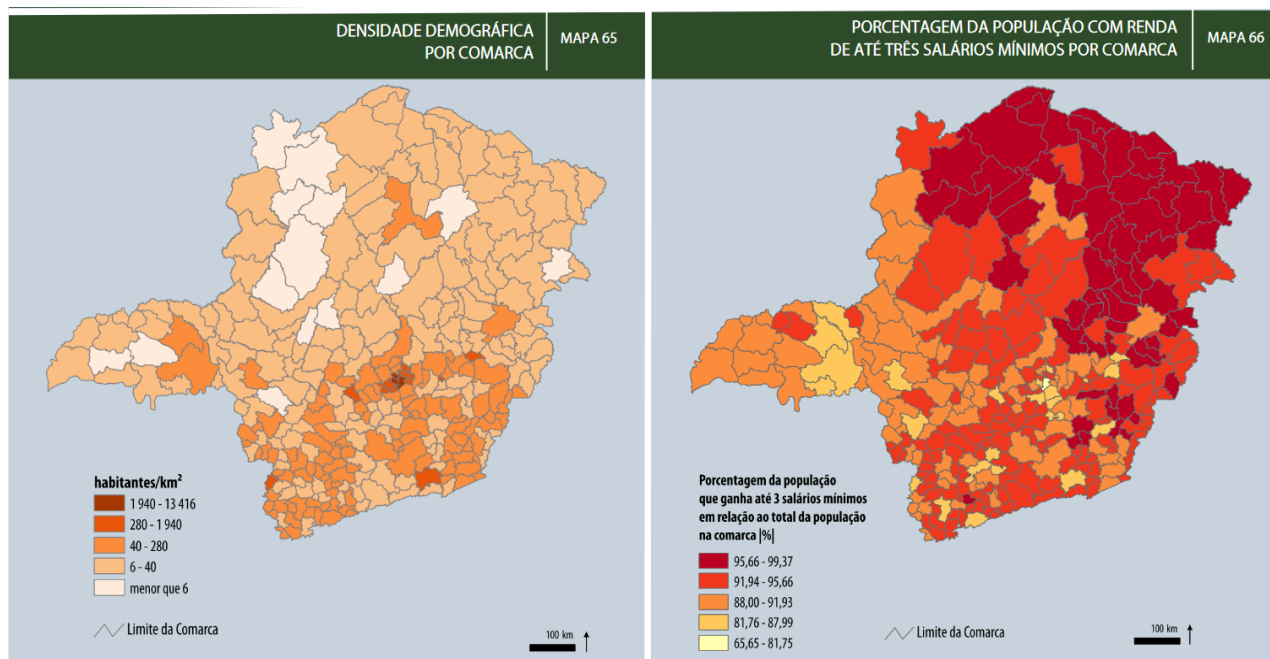 DENSIDADE DEMOGRÁFICA
POR COMARCA
MAPA 65
habitantes/km²
1 940 - 13 416
280 - 1 940
40 - 280
6 - 40
menor que 6
Limite da Comarca
100 km
PORCENTAGEM DA POPULAÇÃO COM RENDA
DE ATÉ TRÊS SALÁRIOS MÍNIMOS POR COMARCA
MAPA 66
Porcentagem da população
que ganha até 3 salários mínimos
em relação ao total da população
na comarca |%|
95,66 - 99,37
91,94 - 95,66
88,00 - 91,93
81,76 - 87,99
65,65 - 81,75
Limite da Comarca
100 km